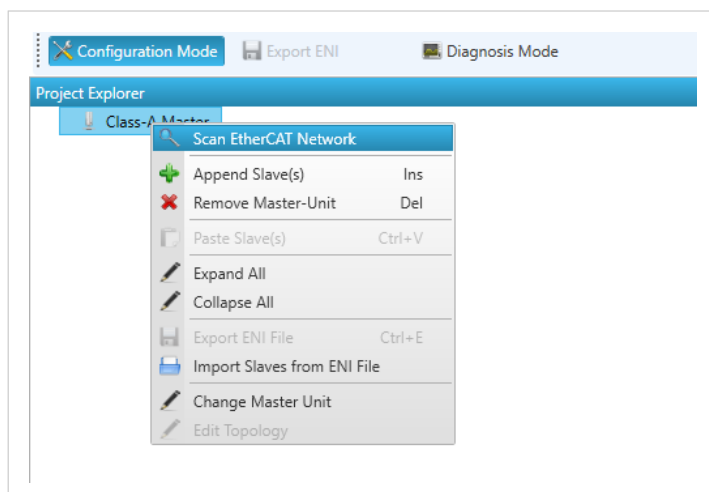 Configuration Mode Export ENI Diagnosis Mode
Project Explorer
Class-A Master
Scan EtherCAT Network
Append Slave(s) Ins
Remove Master-Unit Del
Paste Slave(s) Ctrl+V
Expand All
Collapse All
Export ENI File Ctrl+E
Import Slaves from ENI File
Change Master Unit
Edit Topology